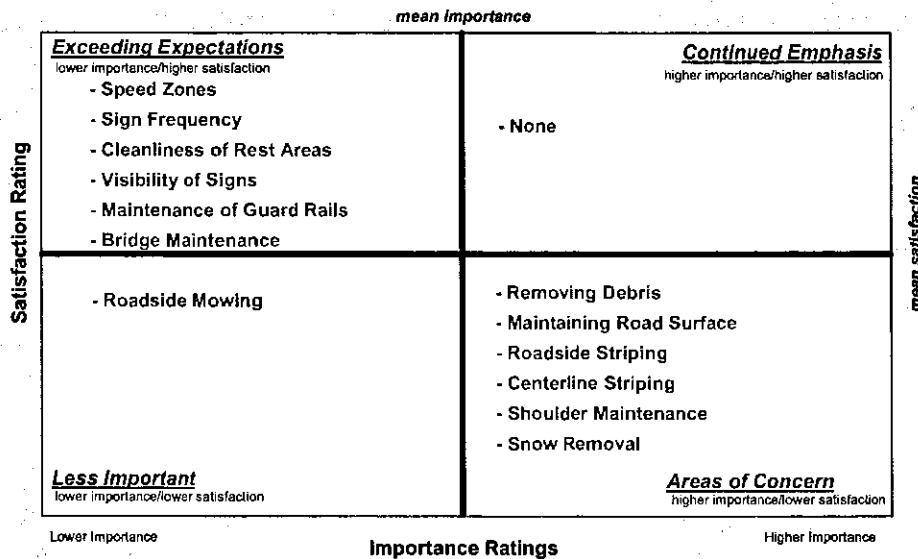 mean importance
Exceeding Expectations
lower importance/higher satisfaction
- Speed Zones
- Sign Frequency
- Cleanliness of Rest Areas
- Visibility of Signs
- Maintenance of Guard Rails
- Bridge Maintenance
Continued Emphasis
higher importance/higher satisfaction
- None
Satisfaction Rating
mean satisfaction
- Roadside Mowing
Less Important
lower importance/lower satisfaction
- Removing Debris
- Maintaining Road Surface
- Roadside Striping
- Centerline Striping
- Shoulder Maintenance
- Snow Removal
Areas of Concern
higher importance/lower satisfaction
Lower Importance
Importance Ratings
Higher Importance